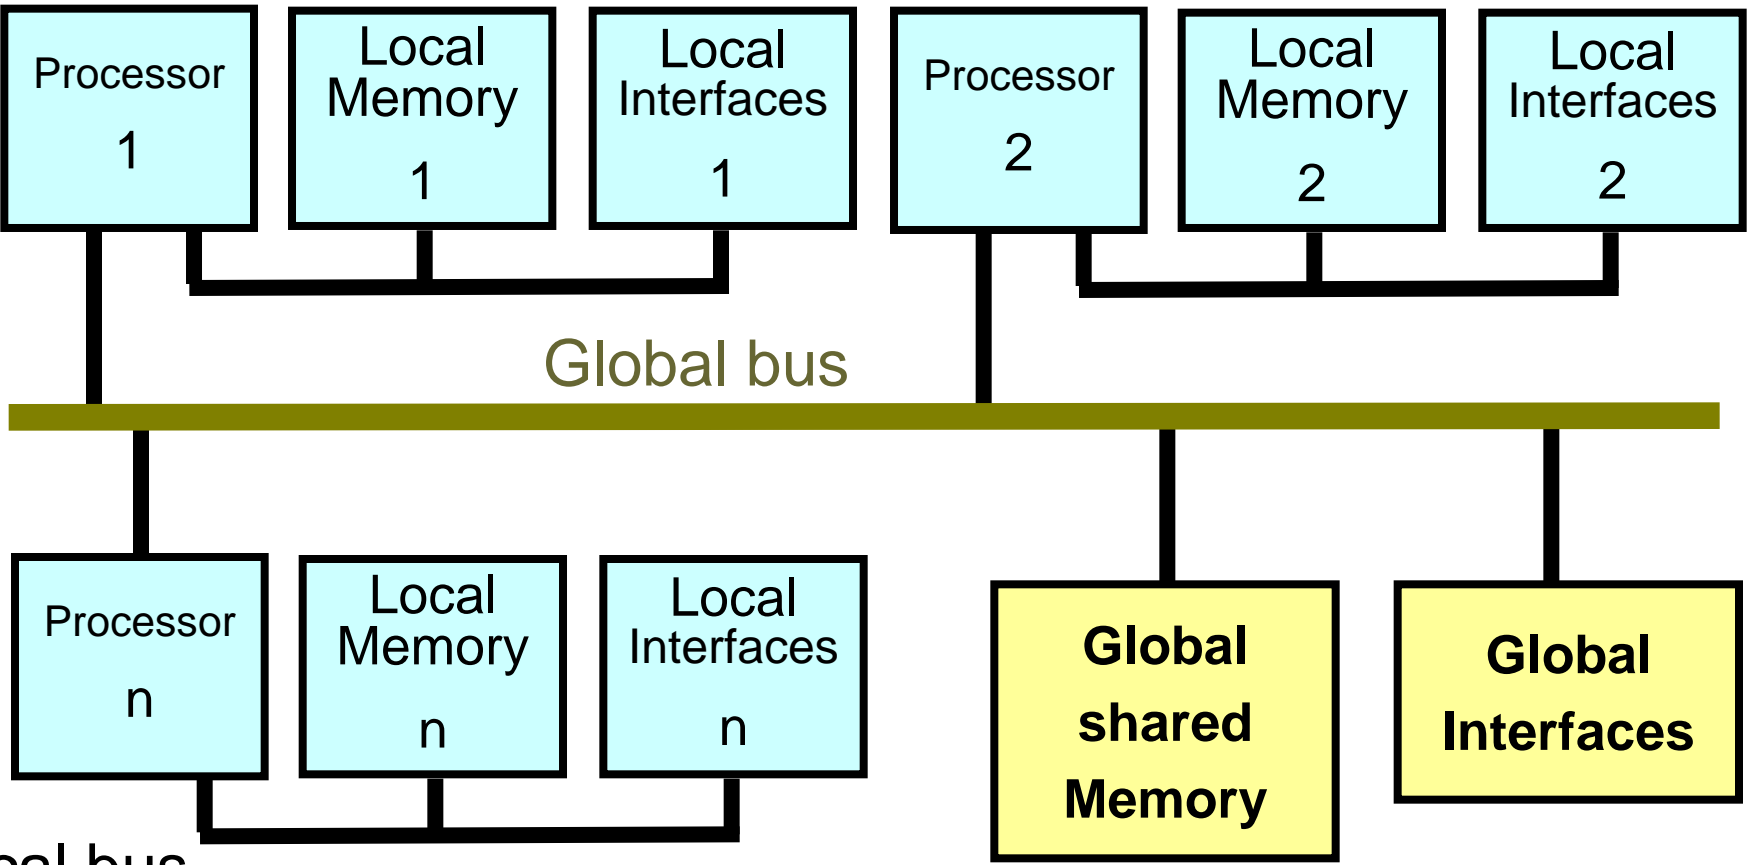 Processor
1
Local
Memory
1
Local
Interfaces
1
Processor
2
Local
Memory
2
Local
Interfaces
2
Global bus
Processor
n
Local
Memory
n
Local
Interfaces
n
Global
shared
Memory
Global
Interfaces